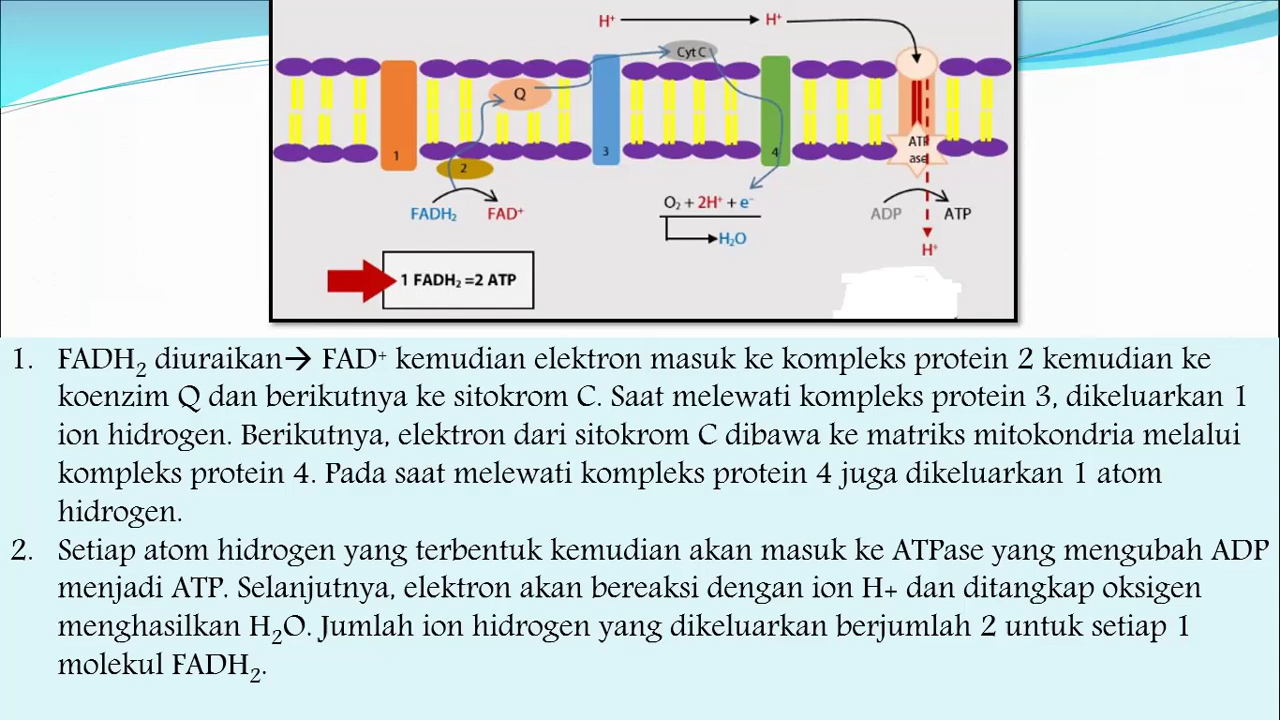 H⁺ → H⁺
Cyt C
Q
1
2
3
4
ATP
ase
FADH₂ FAD⁺
O₂ + 2H⁺ + e⁻
H₂O
ADP ATP
H⁺
1 FADH₂ =2 ATP
1. FADH₂ diuraikan→ FAD⁺ kemudian elektron masuk ke kompleks protein 2 kemudian ke
koenzim Q dan berikutnya ke sitokrom C. Saat melewati kompleks protein 3, dikeluarkan 1
ion hidrogen. Berikutnya, elektron dari sitokrom C dibawa ke matriks mitokondria melalui
kompleks protein 4. Pada saat melewati kompleks protein 4 juga dikeluarkan 1 atom
hidrogen.
2. Setiap atom hidrogen yang terbentuk kemudian akan masuk ke ATPase yang mengubah ADP
menjadi ATP. Selanjutnya, elektron akan bereaksi dengan ion H+ dan ditangkap oksigen
menghasilkan H₂O. Jumlah ion hidrogen yang dikeluarkan berjumlah 2 untuk setiap 1
molekul FADH₂.